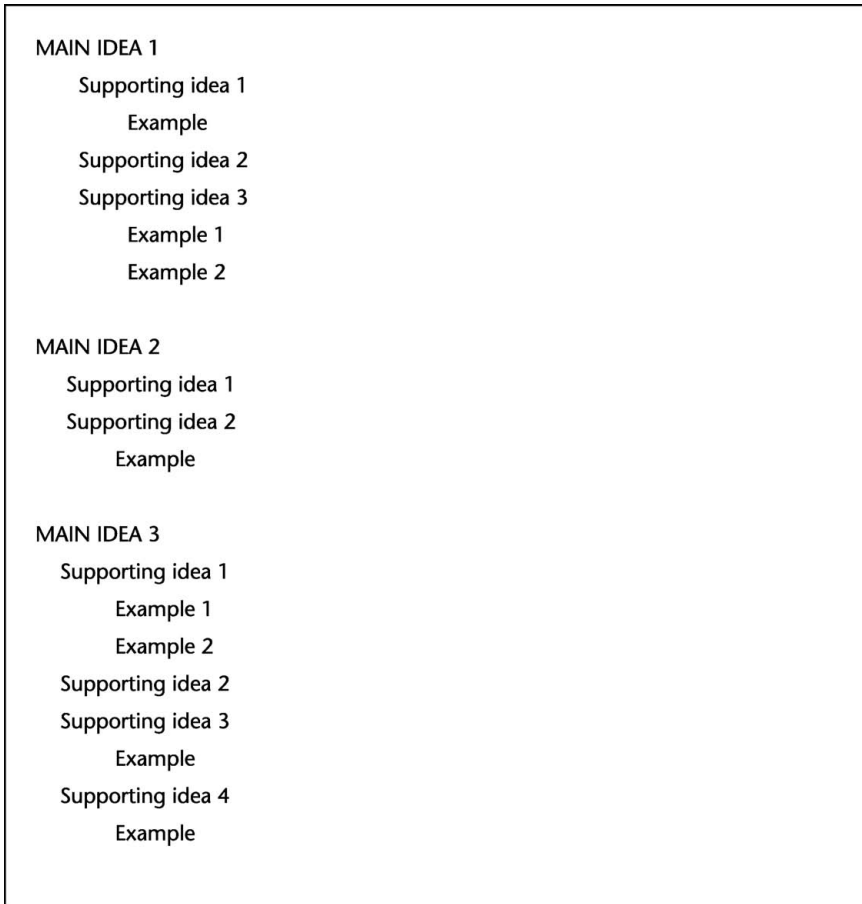 MAIN IDEA 1
Supporting idea 1
Example
Supporting idea 2
Supporting idea 3
Example 1
Example 2
MAIN IDEA 2
Supporting idea 1
Supporting idea 2
Example
MAIN IDEA 3
Supporting idea 1
Example 1
Example 2
Supporting idea 2
Supporting idea 3
Example
Supporting idea 4
Example